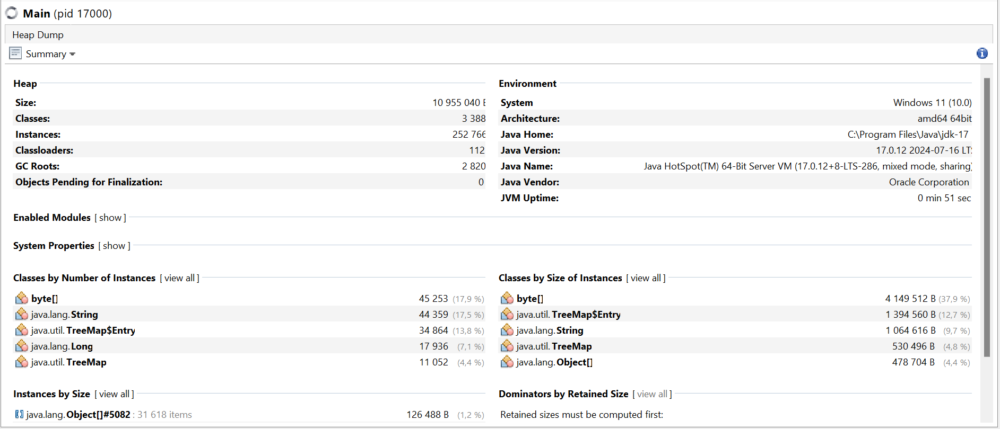 Main (pid 17000)
Heap Dump
Summary
Heap
Size: 10 955 040
Classes: 3 388
Instances: 252 766
Classloaders: 112
GC Roots: 2 820
Objects Pending for Finalization: 0
Environment
System Windows 11 (10.0)
Architecture: amd64 64bit
Java Home: C:\Program Files\Java\jdk-17
Java Version: 17.0.12 2024-07-16 LT
Java Name: Java HotSpot(TM) 64-Bit Server VM (17.0.12+8-LTS-286, mixed mode, sharing)
Java Vendor: Oracle Corporation
JVM Uptime: 0 min 51 sec
Enabled Modules [ show ]
System Properties [ show ]
Classes by Number of Instances [ view all ]
byte[] 45 253 (17,9 %)
java.lang.String 44 359 (17,5 %)
java.util.TreeMap$Entry 34 864 (13,8 %)
java.lang.Long 17 936 (7,1 %)
java.util.TreeMap 11 052 (4,4 %)
Classes by Size of Instances [ view all ]
byte[] 4 149 512 B (37,9 %)
java.util.TreeMap$Entry 1 394 560 B (12,7 %)
java.lang.String 1 064 616 B (9,7 %)
java.util.TreeMap 530 496 B (4,8 %)
java.lang.Object[] 478 704 B (4,4 %)
Instances by Size [ view all ]
java.lang.Object[]#5082 : 31 618 items 126 488 B (1,2 %)
Dominators by Retained Size [ view all ]
Retained sizes must be computed first: